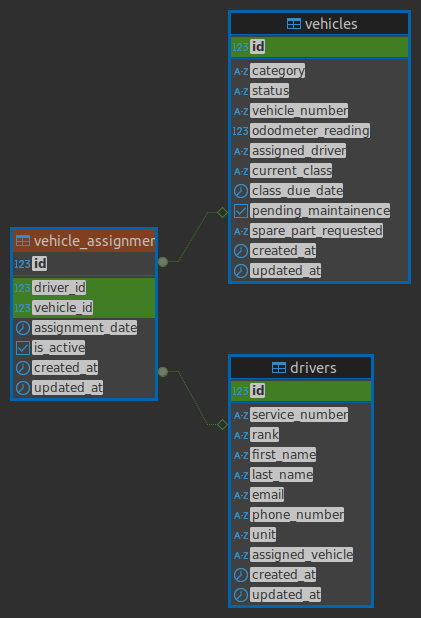 vehicles
123 id
A-Z category
A-Z status
A-Z vehicle_number
123 ododmeter_reading
A-Z assigned_driver
A-Z current_class
class_due_date
pending_maintainence
A-Z spare_part_requested
created_at
updated_at
vehicle_assignmer
123 id
123 driver_id
123 vehicle_id
assignment_date
is_active
created_at
updated_at
drivers
123 id
A-Z service_number
A-Z rank
A-Z first_name
A-Z last_name
A-Z email
A-Z phone_number
A-Z unit
A-Z assigned_vehicle
created_at
updated_at